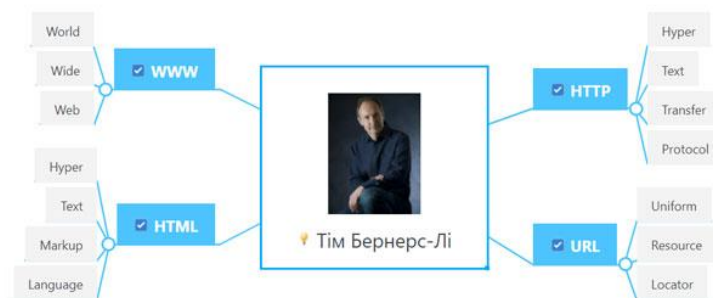 World
Wide
Web
WWW
Hyper
Text
Markup
Language
HTML
Тім Бернерс-Лі
HTTP
Hyper
Text
Transfer
Protocol
URL
Uniform
Resource
Locator